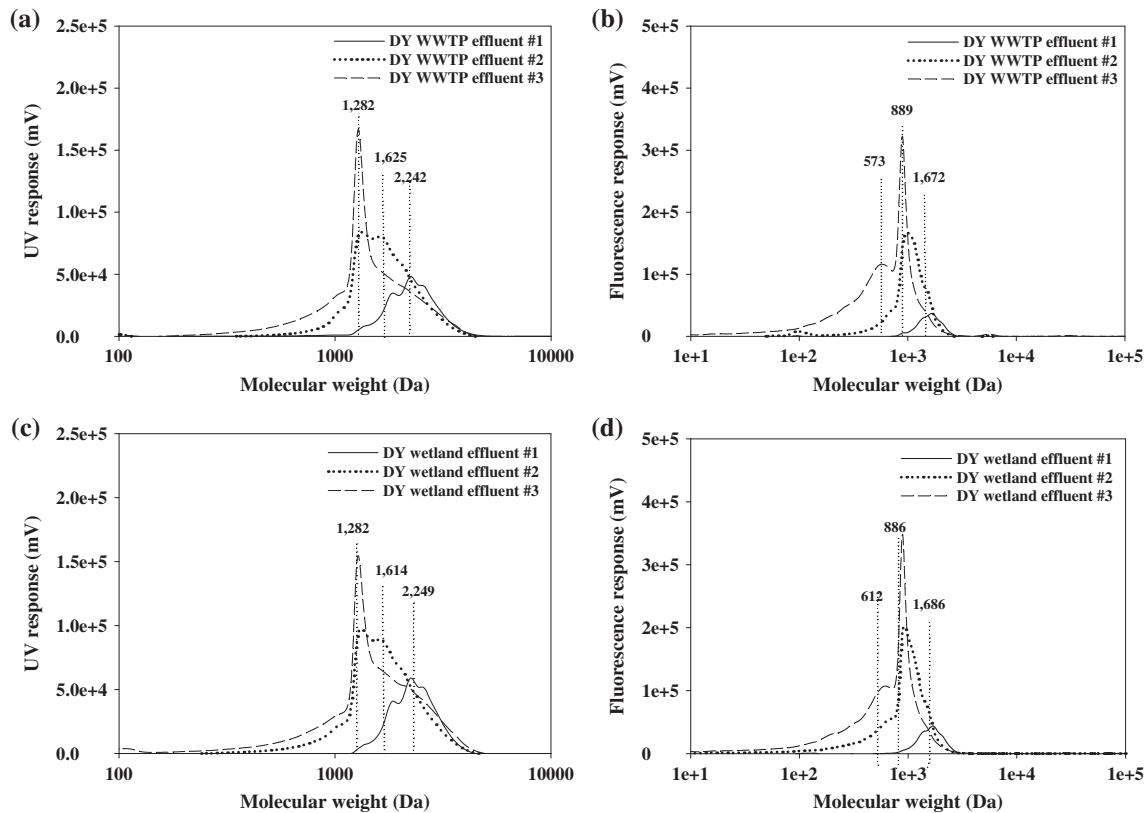 (a)
2.5e+5
2.0e+5
1.5e+5
1.0e+5
5.0e+4
0.0
UV response (mV)
DY WWTP effluent #1
DY WWTP effluent #2
DY WWTP effluent #3
1,282
1,625
2,242
100
1000
10000
Molecular weight (Da)
(b)
5e+5
4e+5
3e+5
2e+5
1e+5
0
Fluorescence response (mV)
DY WWTP effluent #1
DY WWTP effluent #2
DY WWTP effluent #3
889
573
1,672
1e+1
1e+2
1e+3
1e+4
1e+5
Molecular weight (Da)
(c)
2.5e+5
2.0e+5
1.5e+5
1.0e+5
5.0e+4
0.0
UV response (mV)
DY wetland effluent #1
DY wetland effluent #2
DY wetland effluent #3
1,282
1,614
2,249
100
1000
10000
Molecular weight (Da)
(d)
5e+5
4e+5
3e+5
2e+5
1e+5
0
Fluorescence response (mV)
DY wetland effluent #1
DY wetland effluent #2
DY wetland effluent #3
886
612
1,686
1e+1
1e+2
1e+3
1e+4
1e+5
Molecular weight (Da)